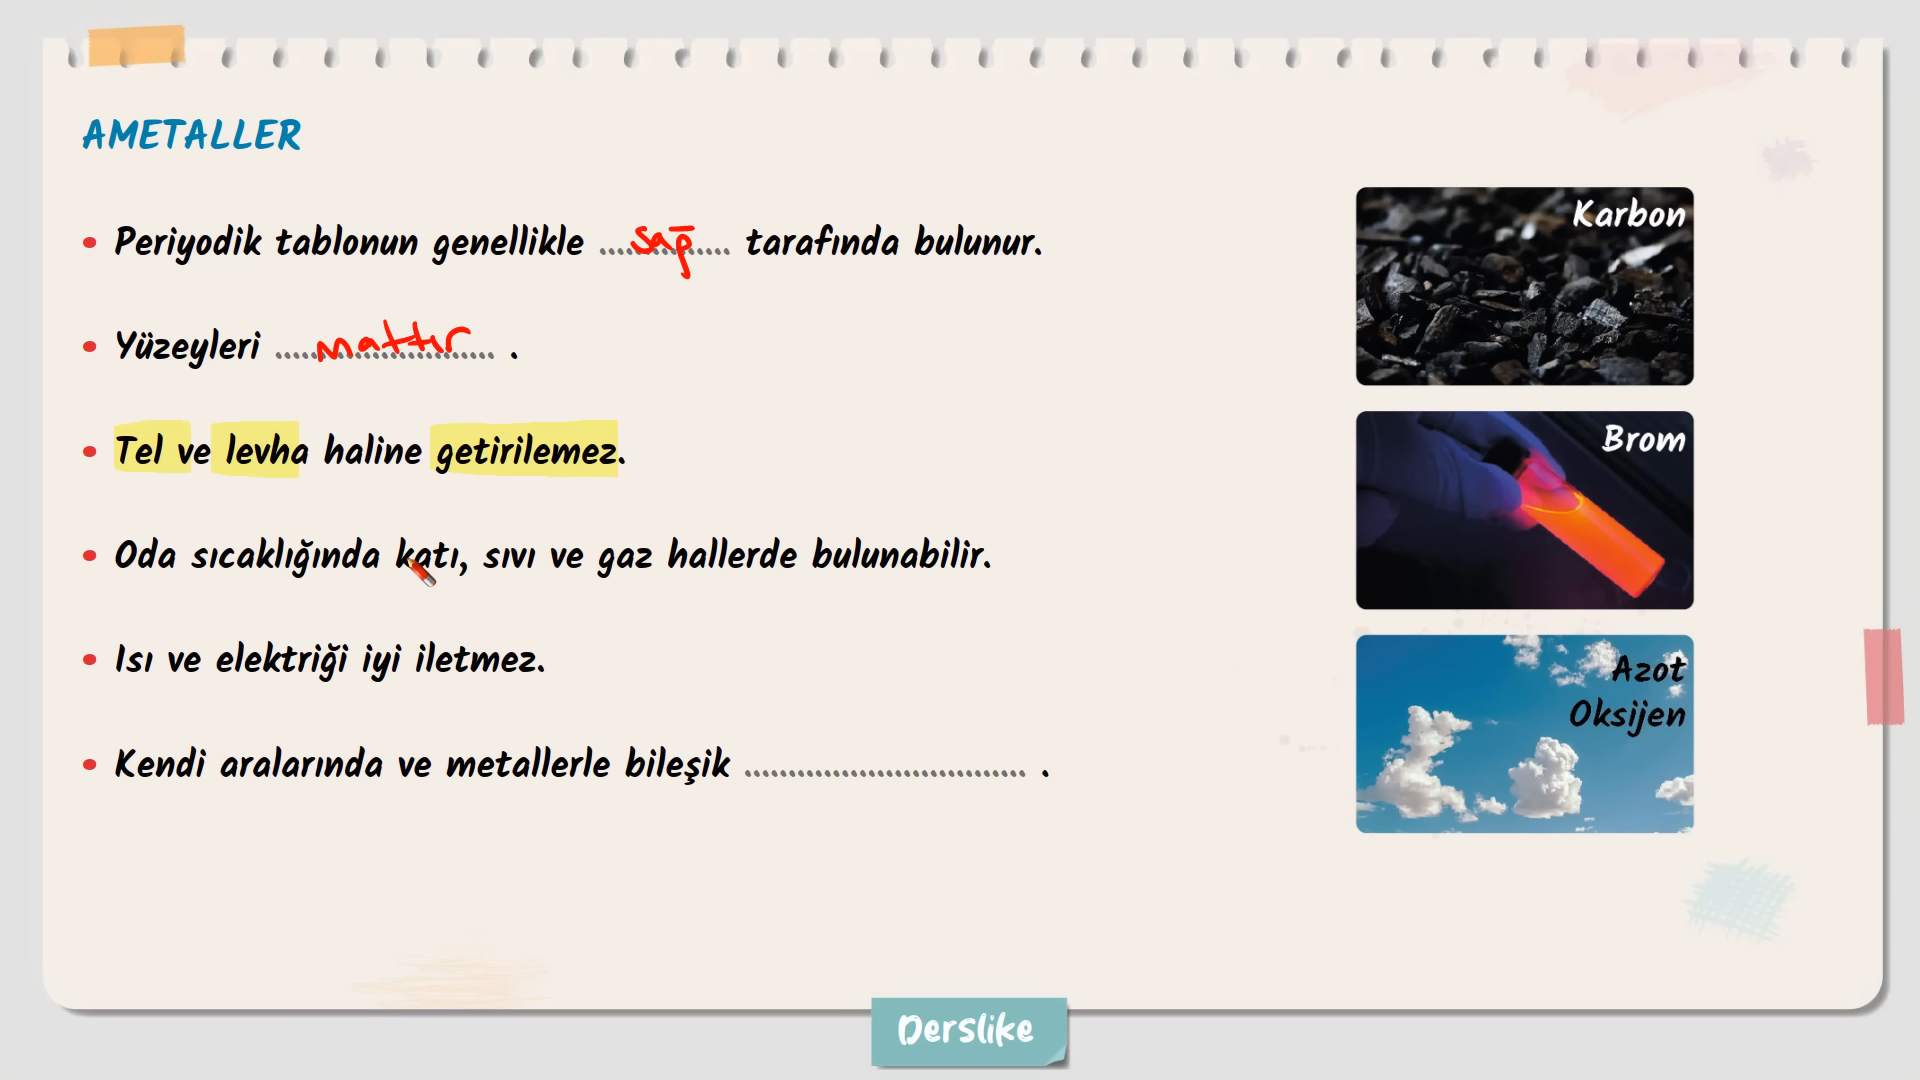 AMETALLER
• Periyodik tablonun genellikle ......sağ...... tarafında bulunur.
• Yüzeyleri ......mattır...... .
• Tel ve levha haline getirilemez.
• Oda sıcaklığında katı, sıvı ve gaz hallerde bulunabilir.
• Isı ve elektriği iyi iletmez.
• Kendi aralarında ve metallerle bileşik ................................ .
Karbon
Brom
Azot
Oksijen
Derslike